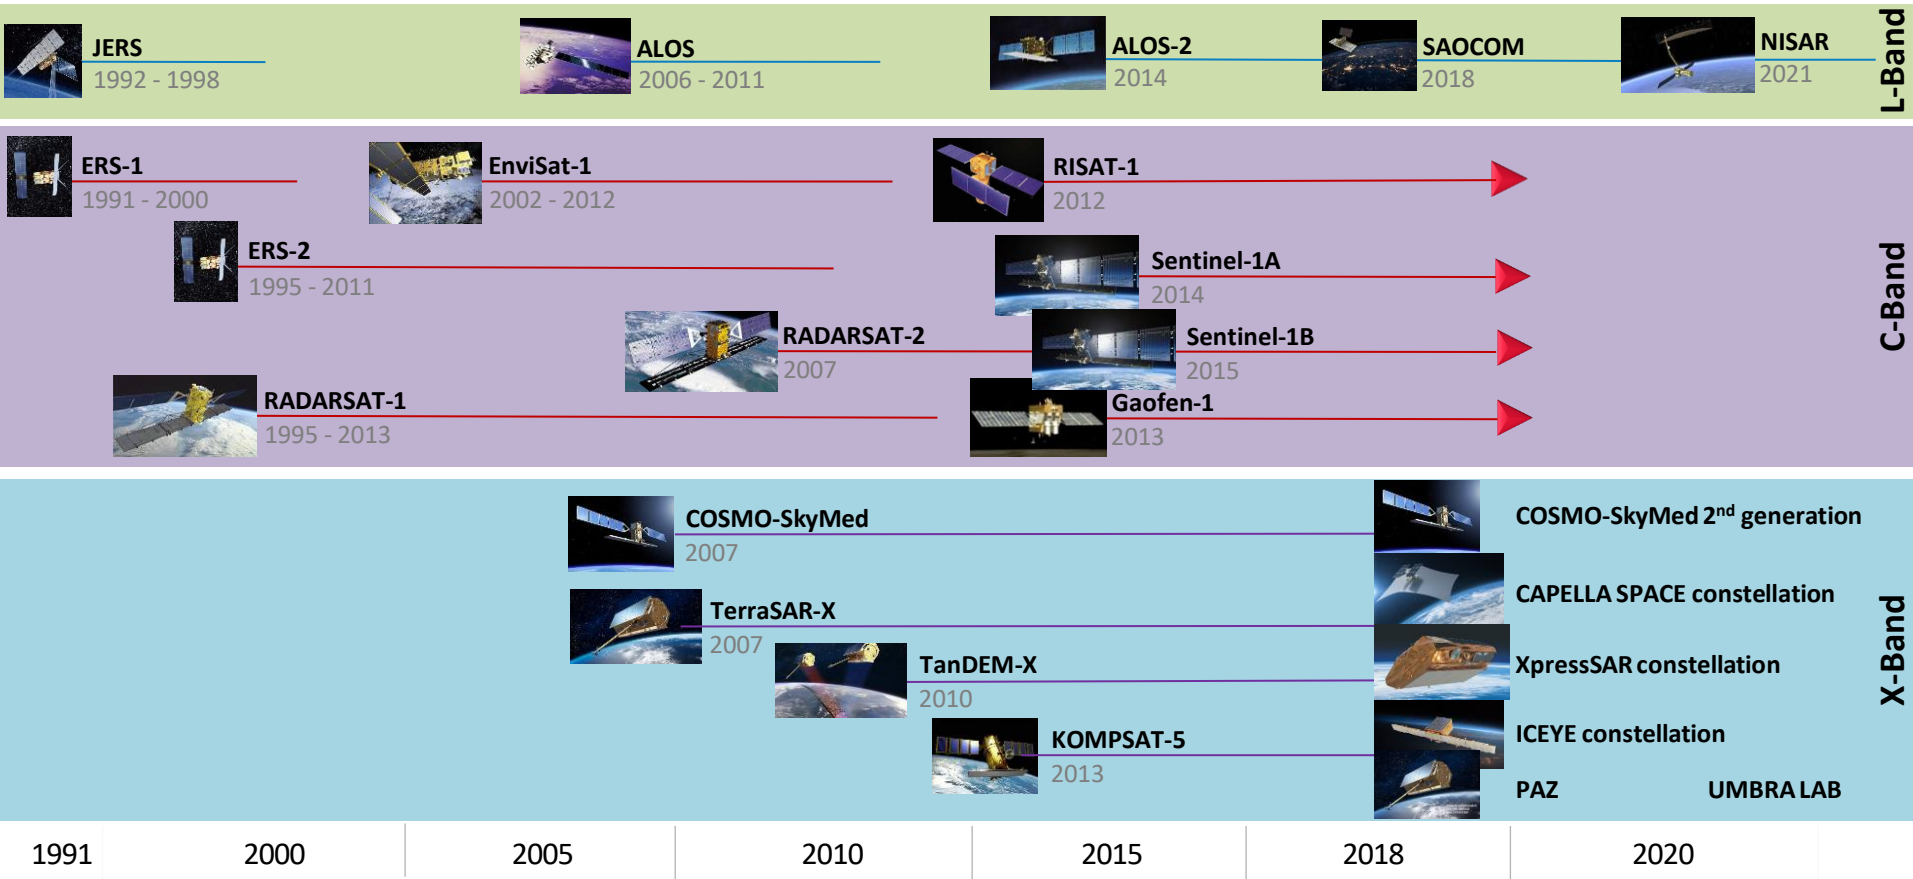 JERS
1992 - 1998
ALOS
2006 - 2011
ALOS-2
2014
SAOCOM
2018
NISAR
2021
L-Band
ERS-1
1991 - 2000
EnviSat-1
2002 - 2012
RISAT-1
2012
ERS-2
1995 - 2011
Sentinel-1A
2014
RADARSAT-2
2007
Sentinel-1B
2015
RADARSAT-1
1995 - 2013
Gaofen-1
2013
C-Band
COSMO-SkyMed
2007
COSMO-SkyMed 2nd generation
TerraSAR-X
2007
CAPELLA SPACE constellation
TanDEM-X
2010
XpressSAR constellation
KOMPSAT-5
2013
ICEYE constellation
PAZ
UMBRA LAB
X-Band
1991
2000
2005
2010
2015
2018
2020